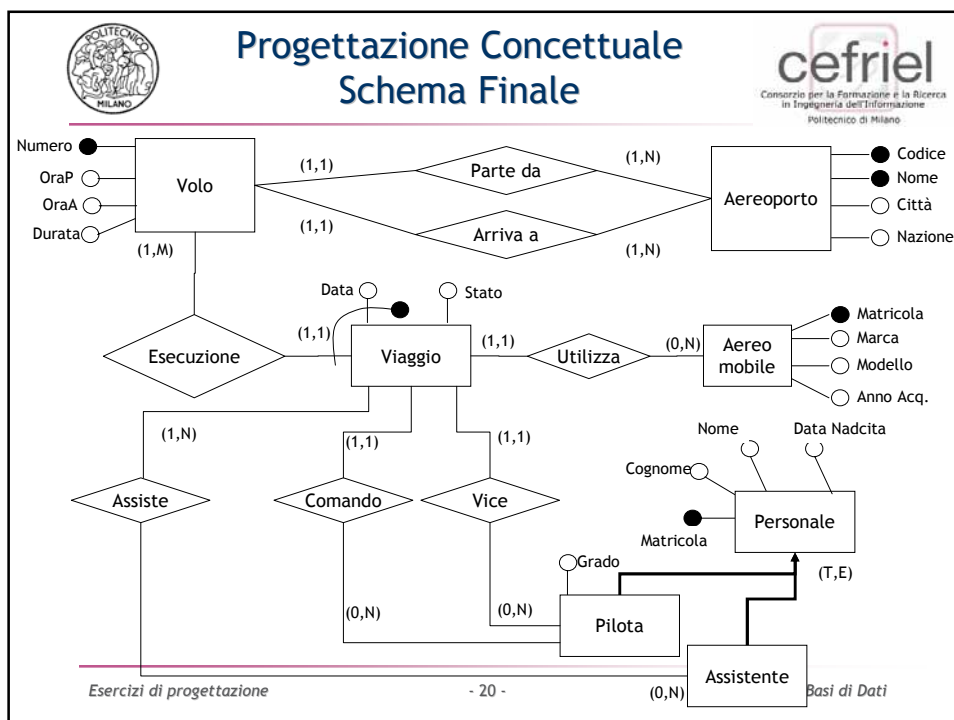 Progettazione Concettuale
Schema Finale
POLITECNICO
MILANO
cefriel
Consorzio per la Formazione e la Ricerca
in Ingegneria dell'Informazione
Politecnico di Milano
Numero
OraP
OraA
Durata
Volo
(1,1)
(1,1)
(1,M)
Parte da
Arriva a
(1,N)
(1,N)
Aereoporto
Codice
Nome
Città
Nazione
Data
Stato
Esecuzione
(1,1)
Viaggio
(1,1)
Utilizza
(0,N)
Aereo
mobile
Matricola
Marca
Modello
Anno Acq.
(1,N)
(1,1)
(1,1)
Assiste
Comando
Vice
Nome
Data Nadcita
Cognome
Matricola
Personale
(T,E)
Grado
(0,N)
(0,N)
Pilota
Assistente
(0,N)
Esercizi di progettazione
- 20 -
Basi di Dati